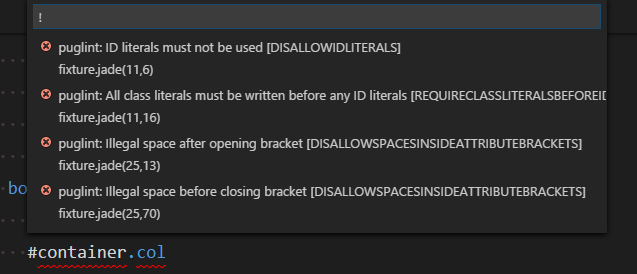 !
puglint: ID literals must not be used [DISALLOWIDLITERALS]
fixture.jade(11,6)
puglint: All class literals must be written before any ID literals [REQUIRECLASSLITERALSBEFOREID
fixture.jade(11,16)
puglint: Illegal space after opening bracket [DISALLOWSPACESINSIDEATTRIBUTEBRACKETS]
fixture.jade(25,13)
puglint: Illegal space before closing bracket [DISALLOWSPACESINSIDEATTRIBUTEBRACKETS]
fixture.jade(25,70)
bo
#container.col